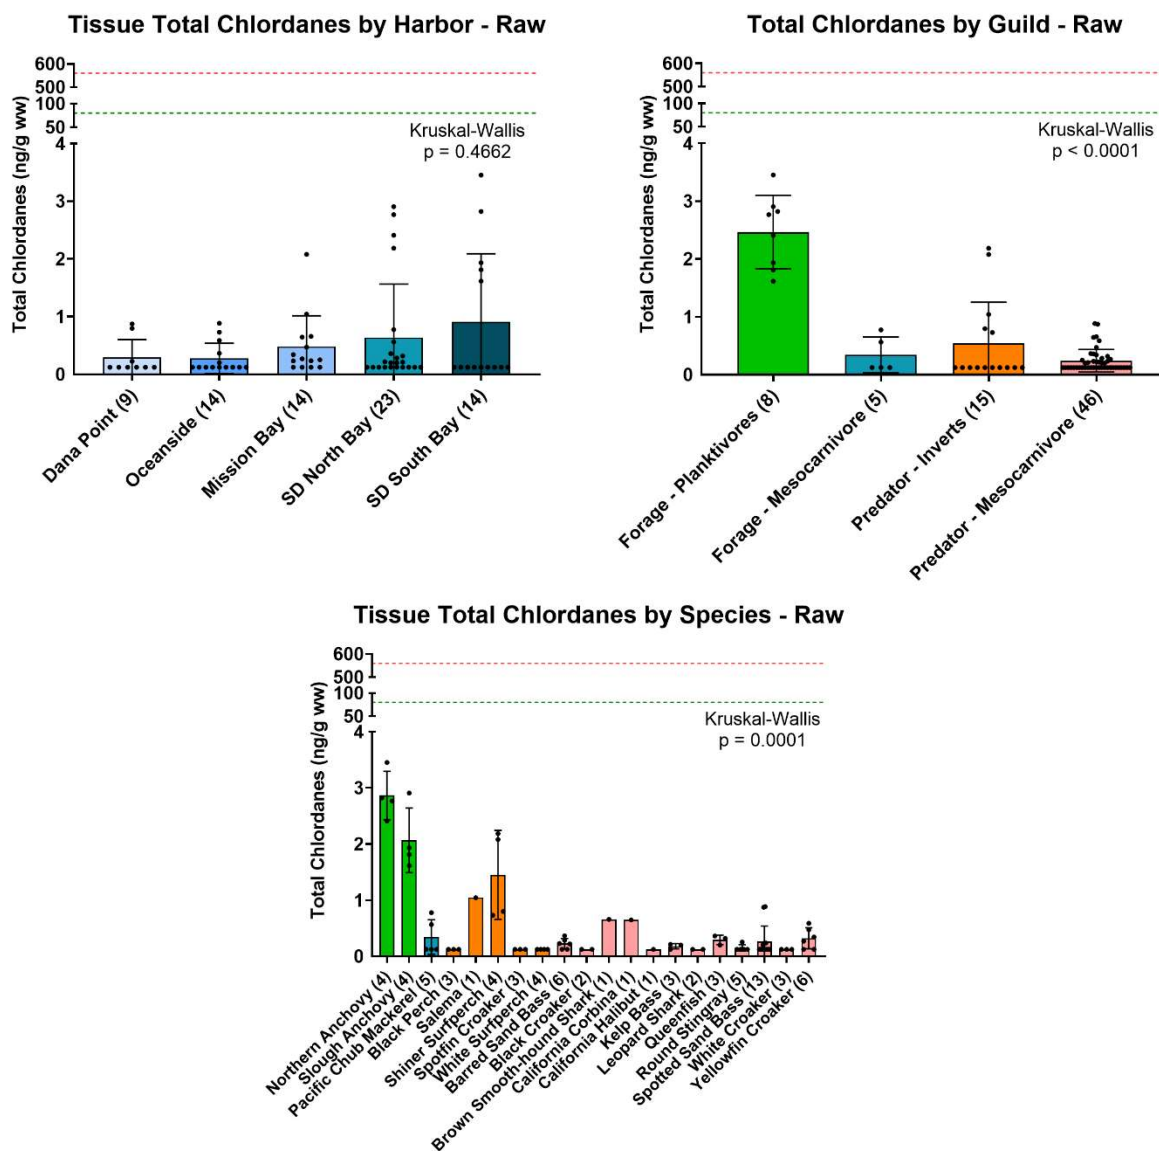 Tissue Total Chlordanes by Harbor - Raw
Total Chlordanes (ng/g ww)
600
500
100
50
4
3
2
1
0
Kruskal-Wallis
p = 0.4662
Dana Point (9)
Oceanside (14)
Mission Bay (14)
SD North Bay (23)
SD South Bay (14)
Total Chlordanes by Guild - Raw
Total Chlordanes (ng/g ww)
600
500
100
50
4
3
2
1
0
Kruskal-Wallis
p < 0.0001
Forage - Planktivores (8)
Forage - Mesocarnivore (5)
Predator - Inverts (15)
Predator - Mesocarnivore (46)
Tissue Total Chlordanes by Species - Raw
Total Chlordanes (ng/g ww)
600
500
100
50
4
3
2
1
0
Kruskal-Wallis
p = 0.0001
Northern Anchovy (4)
Slough Anchovy (4)
Pacific Chub Mackerel (5)
Black Perch (3)
Salema (1)
Shiner Surfperch (4)
Spotfin Croaker (3)
White Surfperch (4)
Barred Sand Bass (6)
Black Croaker (2)
Brown Smooth-hound Shark (1)
California Corbina (1)
California Halibut (1)
Kelp Bass (3)
Leopard Shark (2)
Queenfish (3)
Round Stingray (5)
Spotted Sand Bass (13)
White Croaker (3)
Yellowfin Croaker (6)